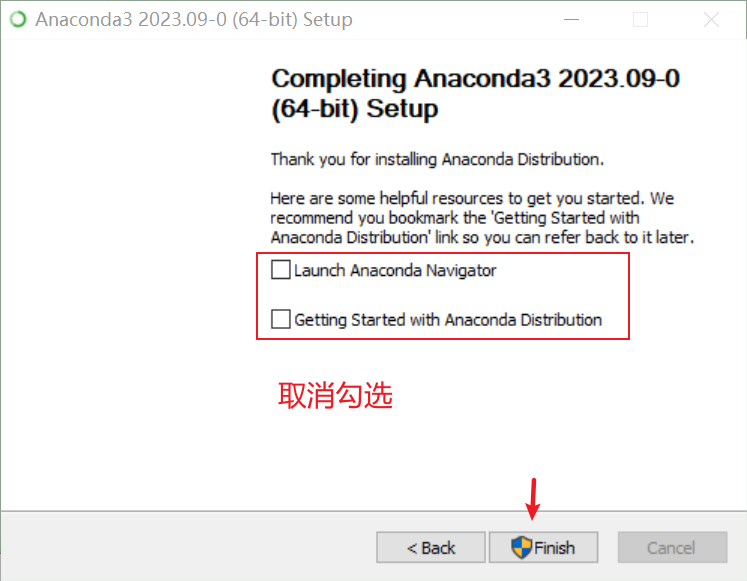 Anaconda3 2023.09-0 (64-bit) Setup
Completing Anaconda3 2023.09-0
(64-bit) Setup
Thank you for installing Anaconda Distribution.
Here are some helpful resources to get you started. We
recommend you bookmark the 'Getting Started with
Anaconda Distribution' link so you can refer back to it later.
Launch Anaconda Navigator
Getting Started with Anaconda Distribution
取消勾选
< Back Finish Cancel